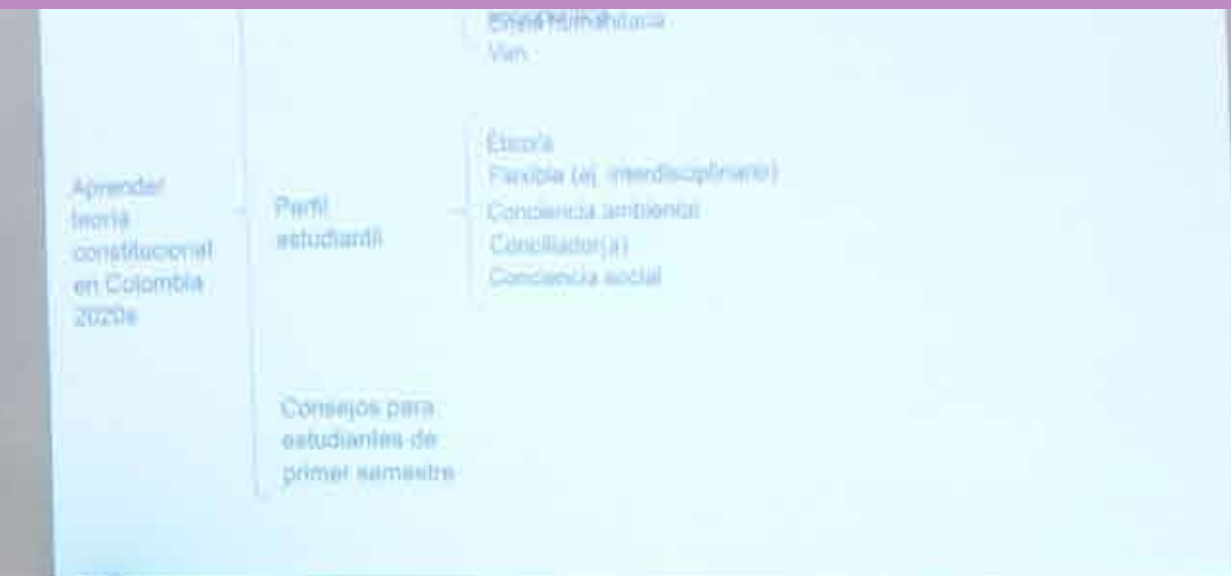 Aprender
teoría
constitucional
en Colombia
2020s
Perfil
estudiantil
Ético/a
Flexible (ej. interdisciplinario)
Conciencia ambiental
Conciliador(a)
Conciencia social
Consejos para
estudiantes de
primer semestre